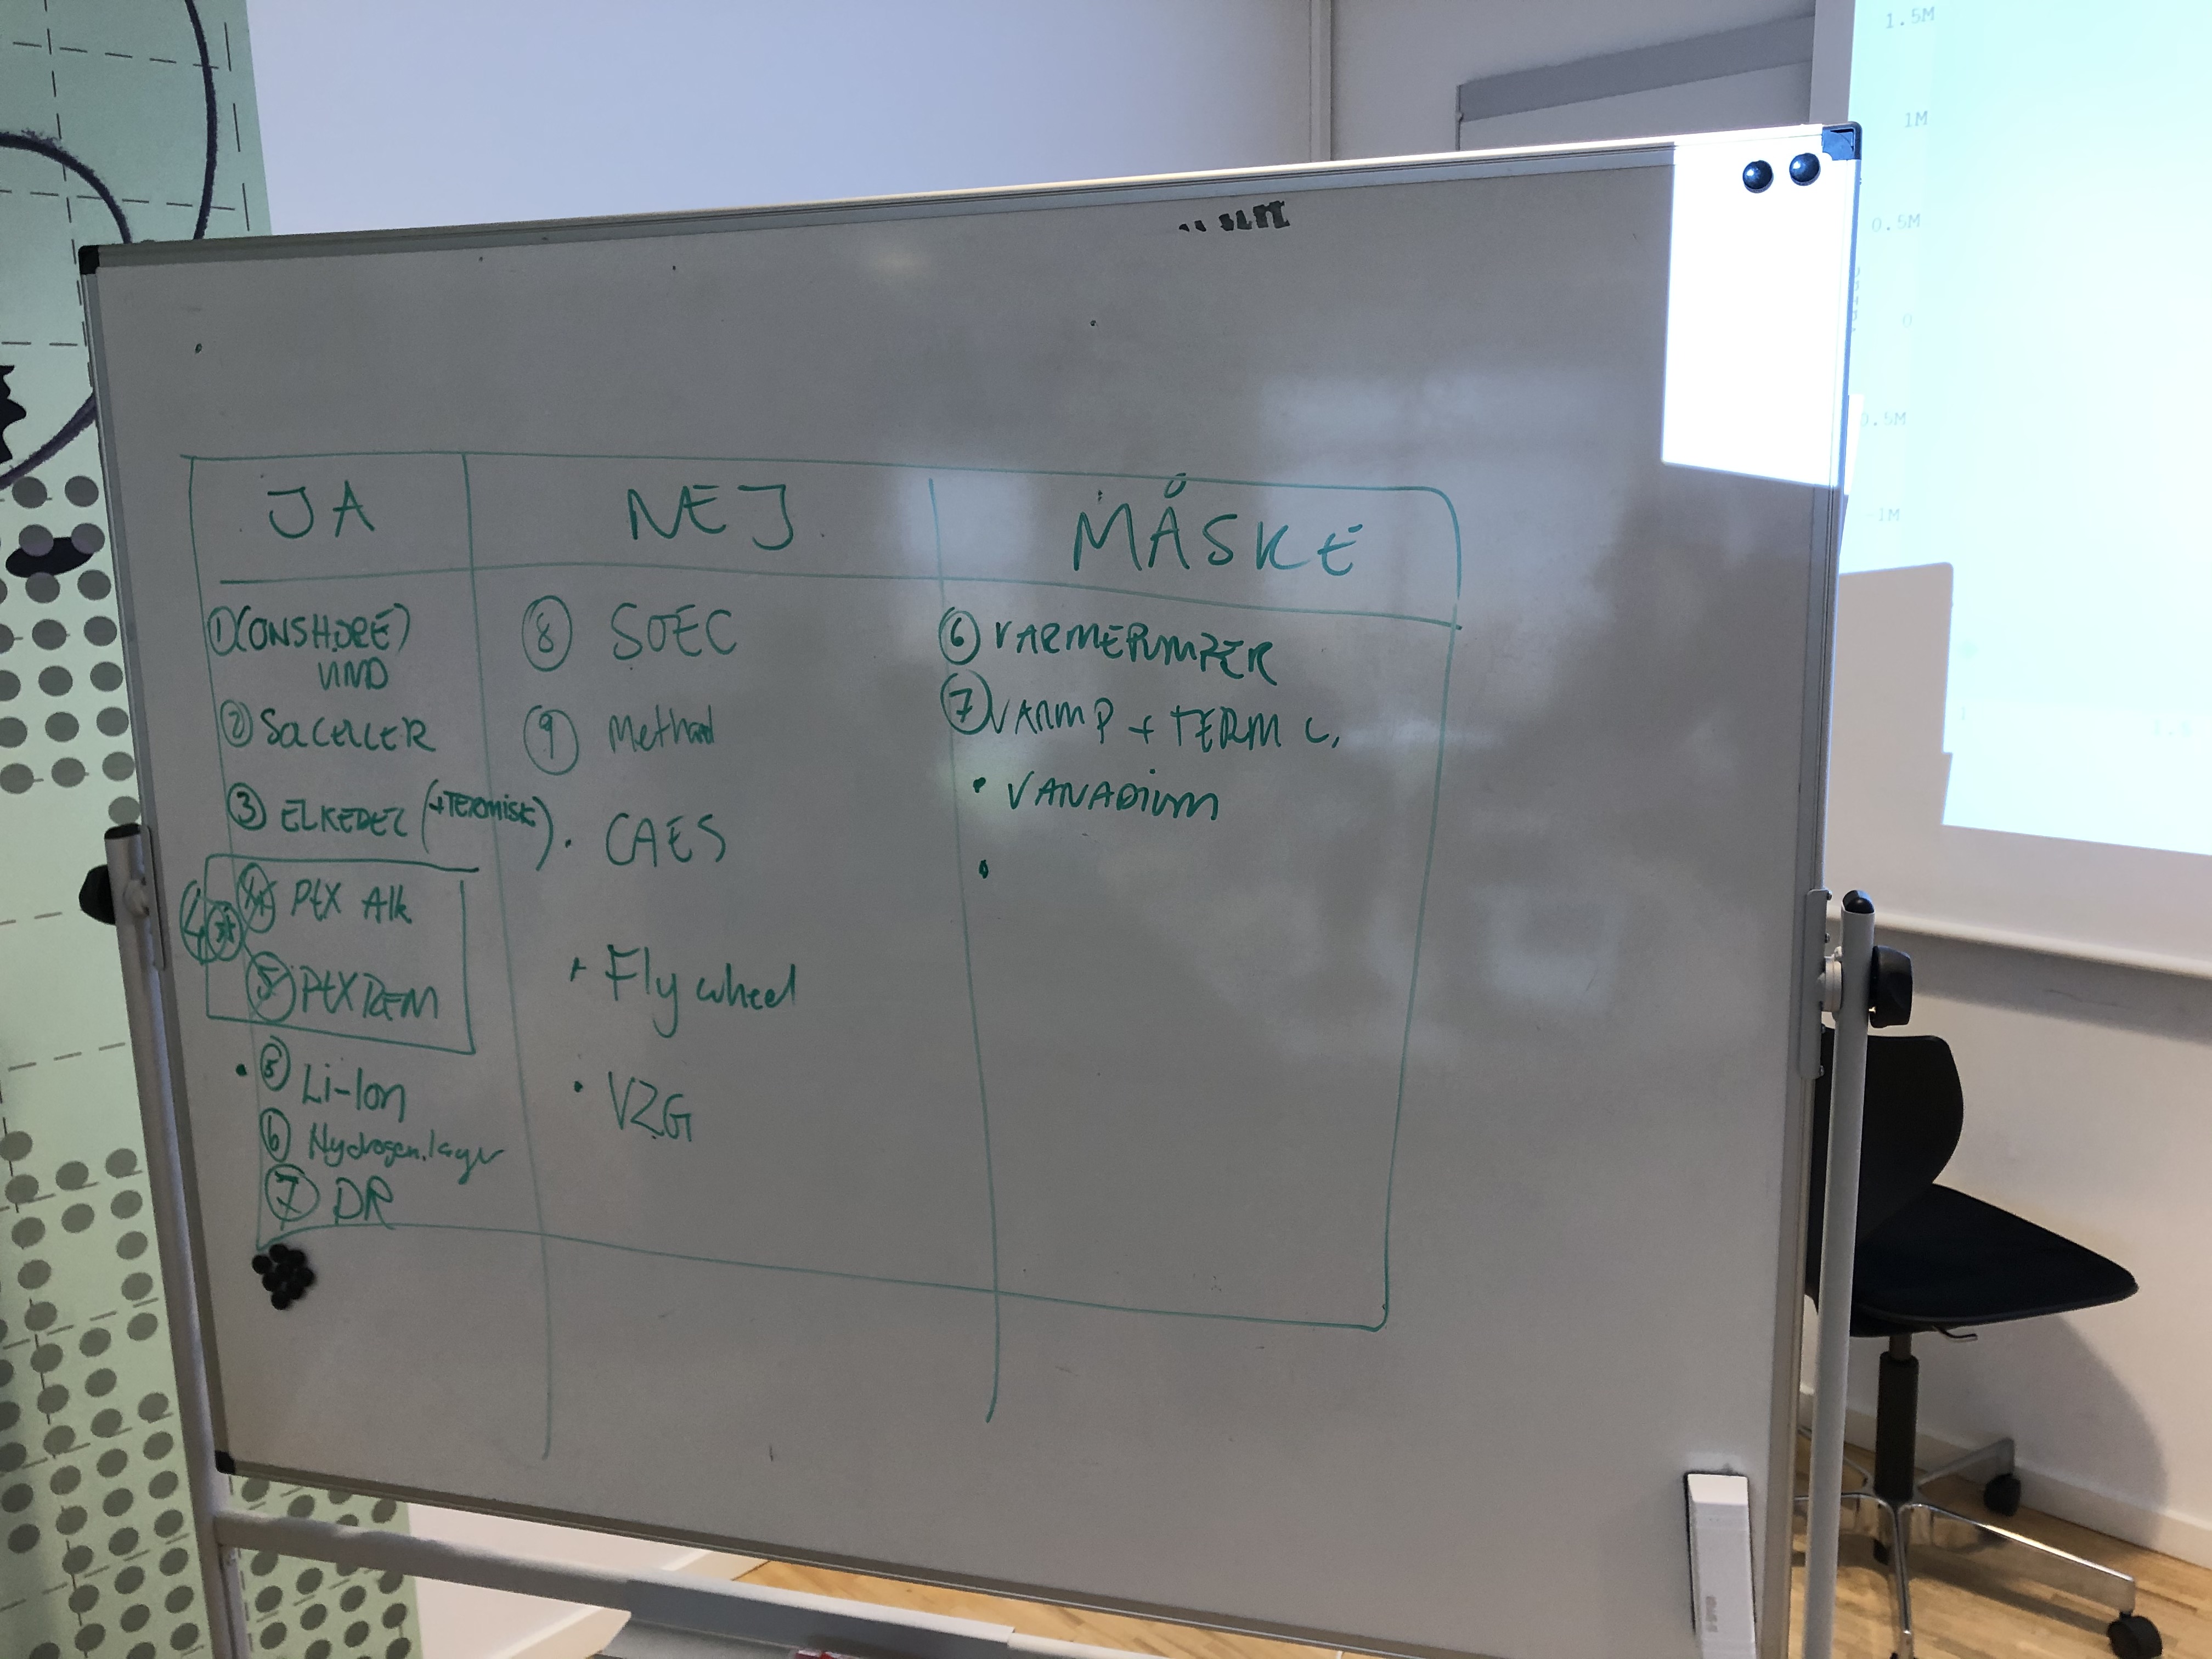 JA
NEJ
MÅSKE
① (ONSHORE)
VIND
② SOLCELLER
③ ELKEDEL (+TERMISK)
4
PtX Alk
5 PtX PEM
• ⑤ Li-Ion
⑥ Hydrogen.lager
⑦ DR
⑧ SOEC
⑨ Methanol
• CAES
• Fly wheel
• V2G
⑥ VARMEPUMPER
⑦ VARMP + TERM L.
• VANADIUM
•
1.5M
1M
0.5M
0
0.5M
-1M